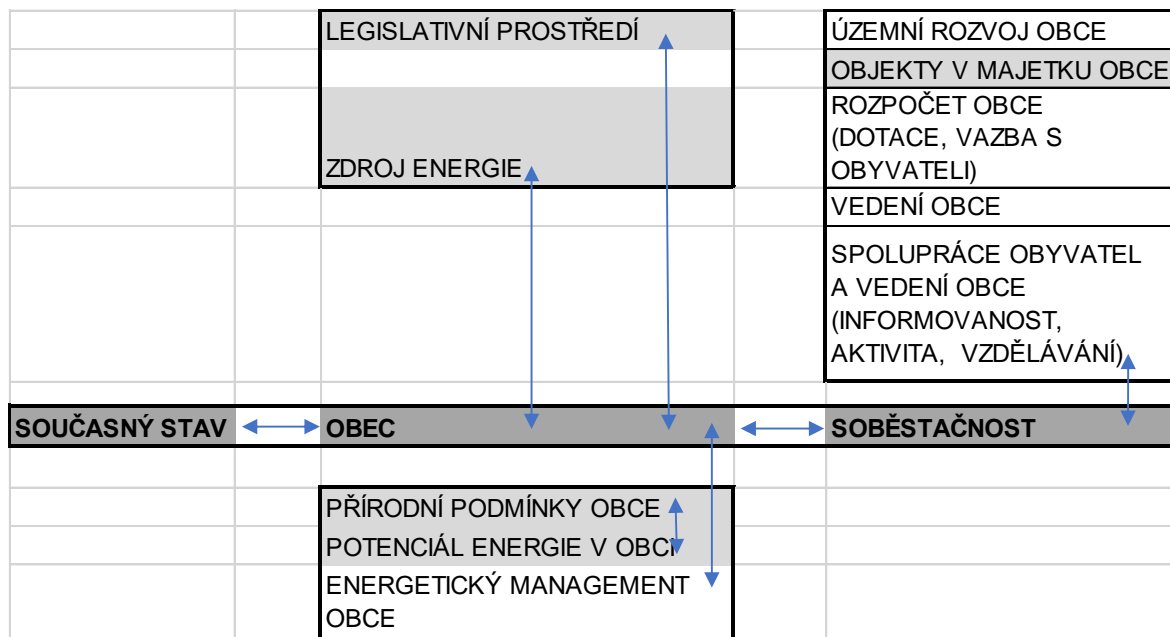 LEGISLATIVNÍ PROSTŘEDÍ
ZDROJ ENERGIE
ÚZEMNÍ ROZVOJ OBCE
OBJEKTY V MAJETKU OBCE
ROZPOČET OBCE
(DOTACE, VAZBA S
OBYVATELI)
VEDENÍ OBCE
SPOLUPRÁCE OBYVATEL
A VEDENÍ OBCE
(INFORMOVANOST,
AKTIVITA, VZDĚLÁVÁNÍ)
SOUČASNÝ STAV
OBEC
SOBĚSTAČNOST
PŘÍRODNÍ PODMÍNKY OBCE
POTENCIÁL ENERGIE V OBCI
ENERGETICKÝ MANAGEMENT
OBCE